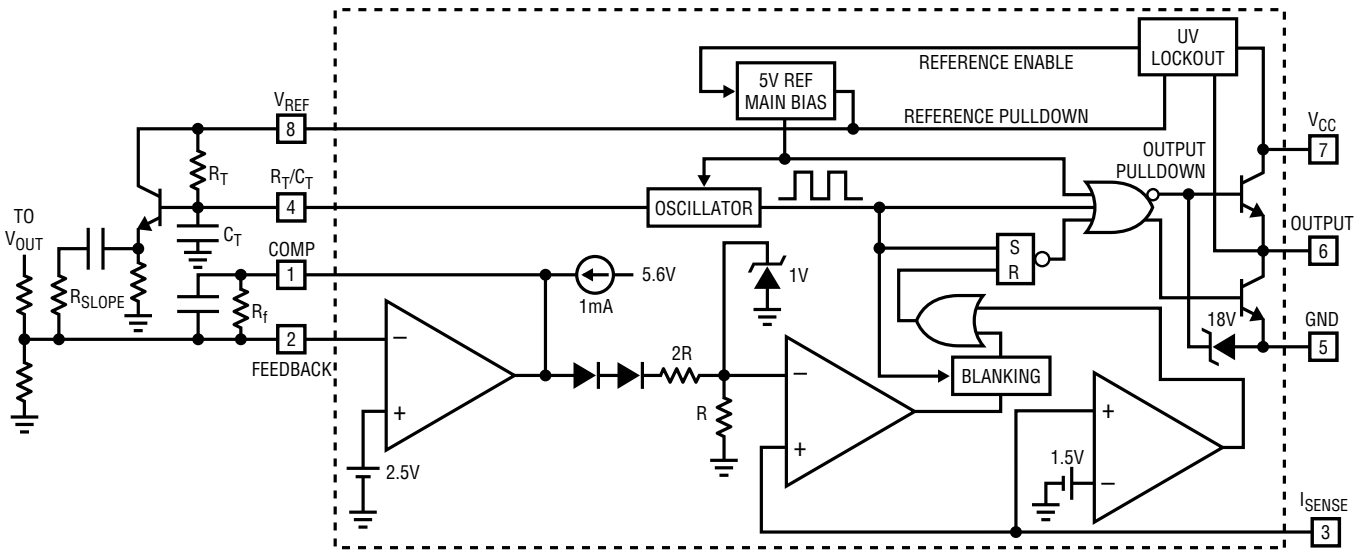 UV
LOCKOUT
REFERENCE ENABLE
5V REF
MAIN BIAS
V_REF
8
REFERENCE PULLDOWN
V_CC
7
OUTPUT
PULLDOWN
R_T
R_T/C_T
4
OSCILLATOR
TO
V_OUT
C_T
COMP
1
OUTPUT
6
S
R
5.6V
1mA
1V
R_SLOPE
R_f
18V
GND
5
2
FEEDBACK
−
2R
−
BLANKING
R
+
+
+
2.5V
1.5V
−
I_SENSE
3